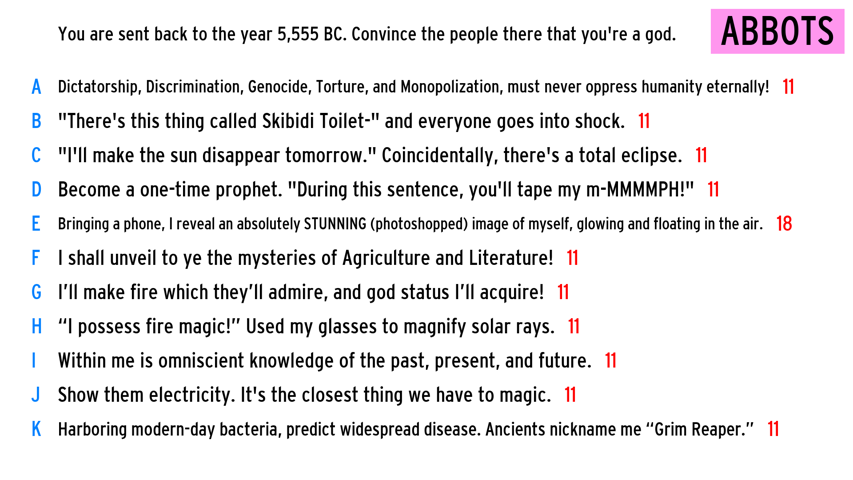 You are sent back to the year 5,555 BC. Convince the people there that you're a god.
ABBOTS
A Dictatorship, Discrimination, Genocide, Torture, and Monopolization, must never oppress humanity eternally! 11
B "There's this thing called Skibidi Toilet-" and everyone goes into shock. 11
C "I'll make the sun disappear tomorrow." Coincidentally, there's a total eclipse. 11
D Become a one-time prophet. "During this sentence, you'll tape my m-MMMMPH!" 11
E Bringing a phone, I reveal an absolutely STUNNING (photoshopped) image of myself, glowing and floating in the air. 18
F I shall unveil to ye the mysteries of Agriculture and Literature! 11
G I’ll make fire which they’ll admire, and god status I’ll acquire! 11
H “I possess fire magic!” Used my glasses to magnify solar rays. 11
I Within me is omniscient knowledge of the past, present, and future. 11
J Show them electricity. It's the closest thing we have to magic. 11
K Harboring modern-day bacteria, predict widespread disease. Ancients nickname me “Grim Reaper.” 11